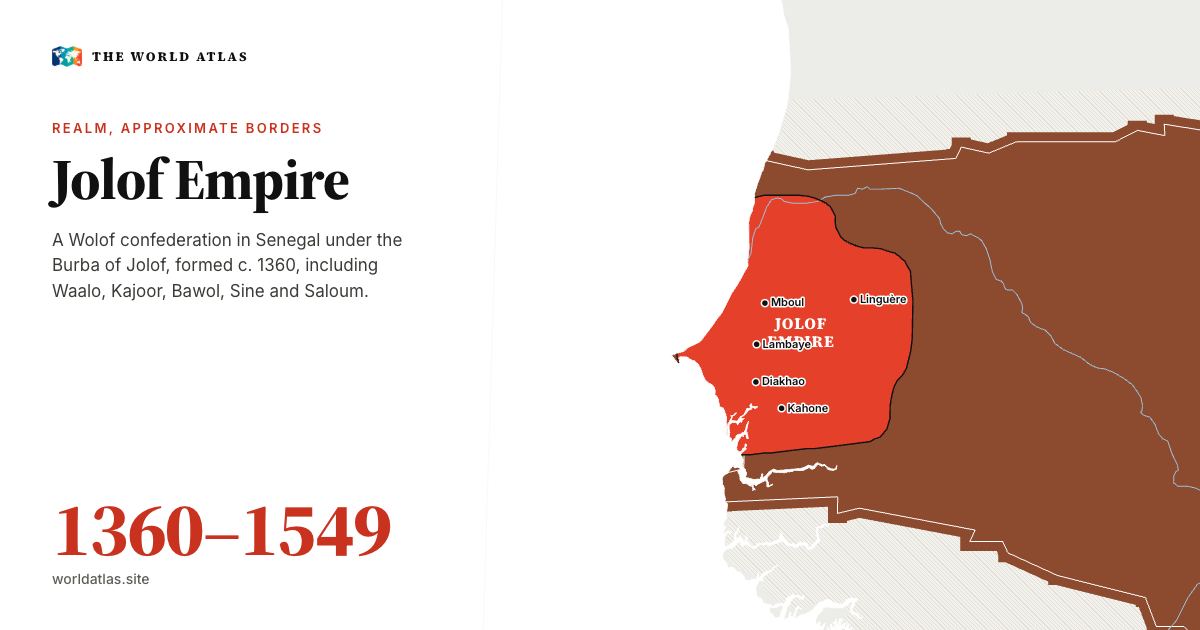 THE WORLD ATLAS
REALM, APPROXIMATE BORDERS
Jolof Empire
A Wolof confederation in Senegal under the
Burba of Jolof, formed c. 1360, including
Waalo, Kajoor, Bawol, Sine and Saloum.
1360–1549
worldatlas.site
Mboul
Linguère
JOLOF
EMPIRE
Lambaye
Diakhao
Kahone